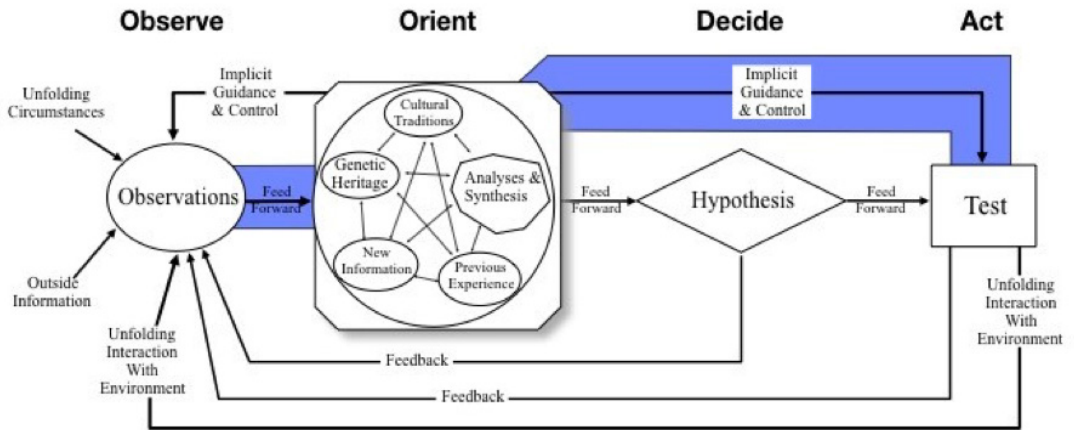 Observe
Orient
Decide
Act
Implicit
Guidance
& Control
Unfolding
Circumstances
Observations
Outside
Information
Feed
Forward
Cultural
Traditions
Genetic
Heritage
Analyses &
Synthesis
New
Information
Previous
Experience
Feed
Forward
Implicit
Guidance
& Control
Hypothesis
Feed
Forward
Test
Unfolding
Interaction
With
Environment
Unfolding
Interaction
With
Environment
Feedback
Feedback